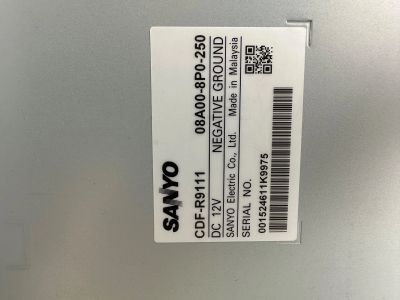 SANYO
CDF-R9111 08A00-8P0-250
DC 12V NEGATIVE GROUND
SANYO Electric Co., Ltd. Made in Malaysia
SERIAL NO.
001524611K9975